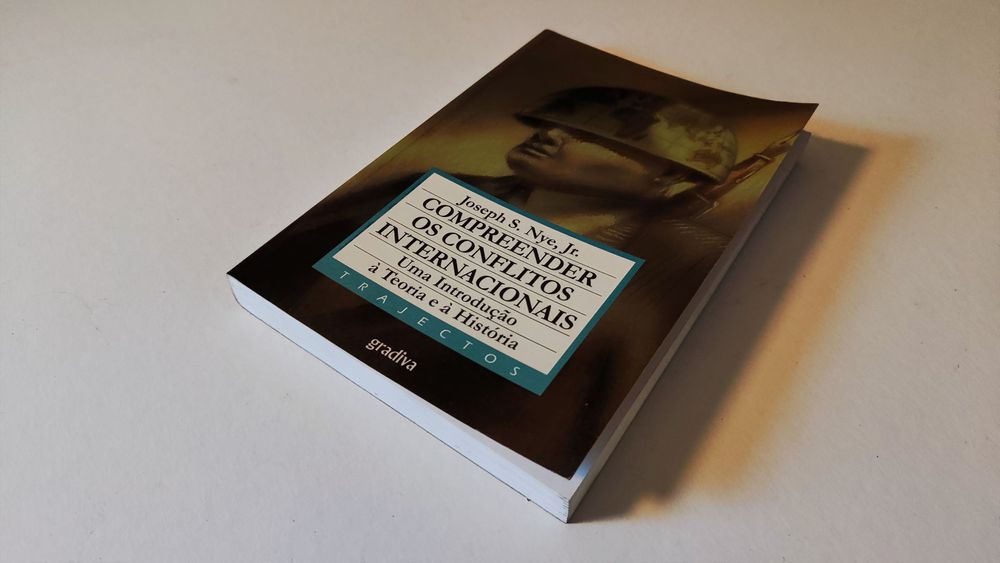 Joseph S. Nye, Jr.
COMPREENDER
OS CONFLITOS
INTERNACIONAIS
Uma Introdução
à Teoria e à História
TRAJECTOS
gradiva